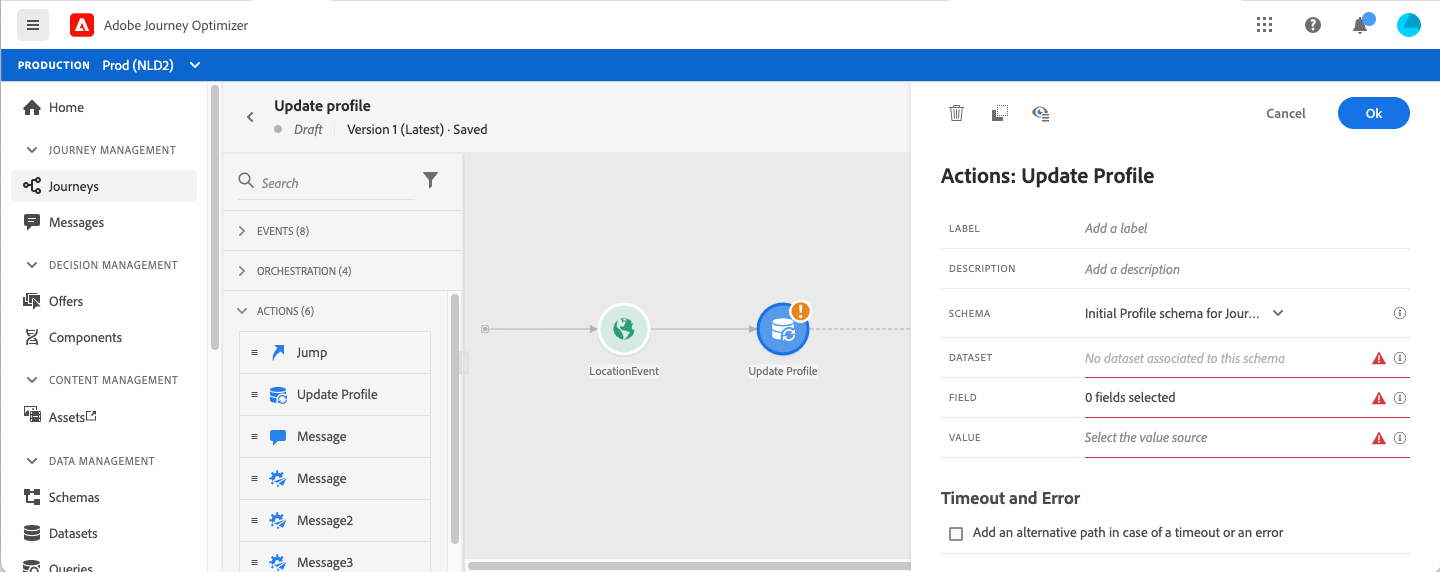 Adobe Journey Optimizer
PRODUCTION Prod (NLD2)
Home
JOURNEY MANAGEMENT
Journeys
Messages
DECISION MANAGEMENT
Offers
Components
CONTENT MANAGEMENT
Assets
DATA MANAGEMENT
Schemas
Datasets
Queries
Update profile
Draft Version 1 (Latest) · Saved
Search
EVENTS (8)
ORCHESTRATION (4)
ACTIONS (6)
Jump
Update Profile
Message
Message
Message2
Message3
LocationEvent
Update Profile
Cancel
Ok
Actions: Update Profile
LABEL Add a label
DESCRIPTION Add a description
SCHEMA Initial Profile schema for Jour...
DATASET No dataset associated to this schema
FIELD 0 fields selected
VALUE Select the value source
Timeout and Error
Add an alternative path in case of a timeout or an error